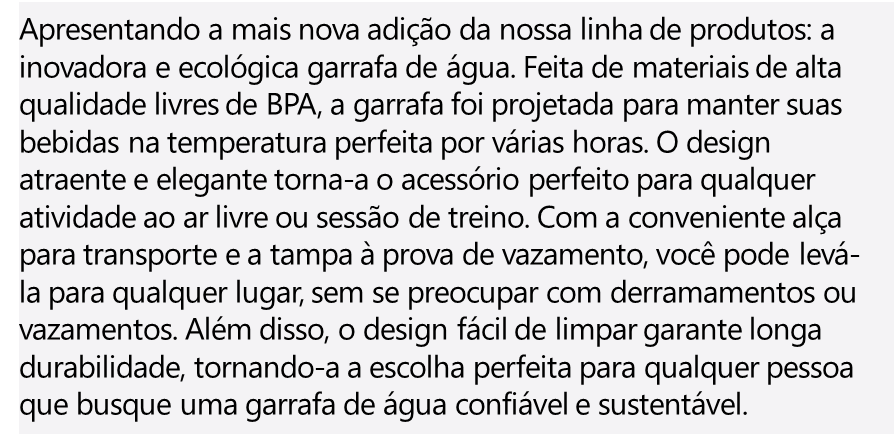 Apresentando a mais nova adição da nossa linha de produtos: a
inovadora e ecológica garrafa de água. Feita de materiais de alta
qualidade livres de BPA, a garrafa foi projetada para manter suas
bebidas na temperatura perfeita por várias horas. O design
atraente e elegante torna-a o acessório perfeito para qualquer
atividade ao ar livre ou sessão de treino. Com a conveniente alça
para transporte e a tampa à prova de vazamento, você pode levá-
la para qualquer lugar, sem se preocupar com derramamentos ou
vazamentos. Além disso, o design fácil de limpar garante longa
durabilidade, tornando-a a escolha perfeita para qualquer pessoa
que busque uma garrafa de água confiável e sustentável.